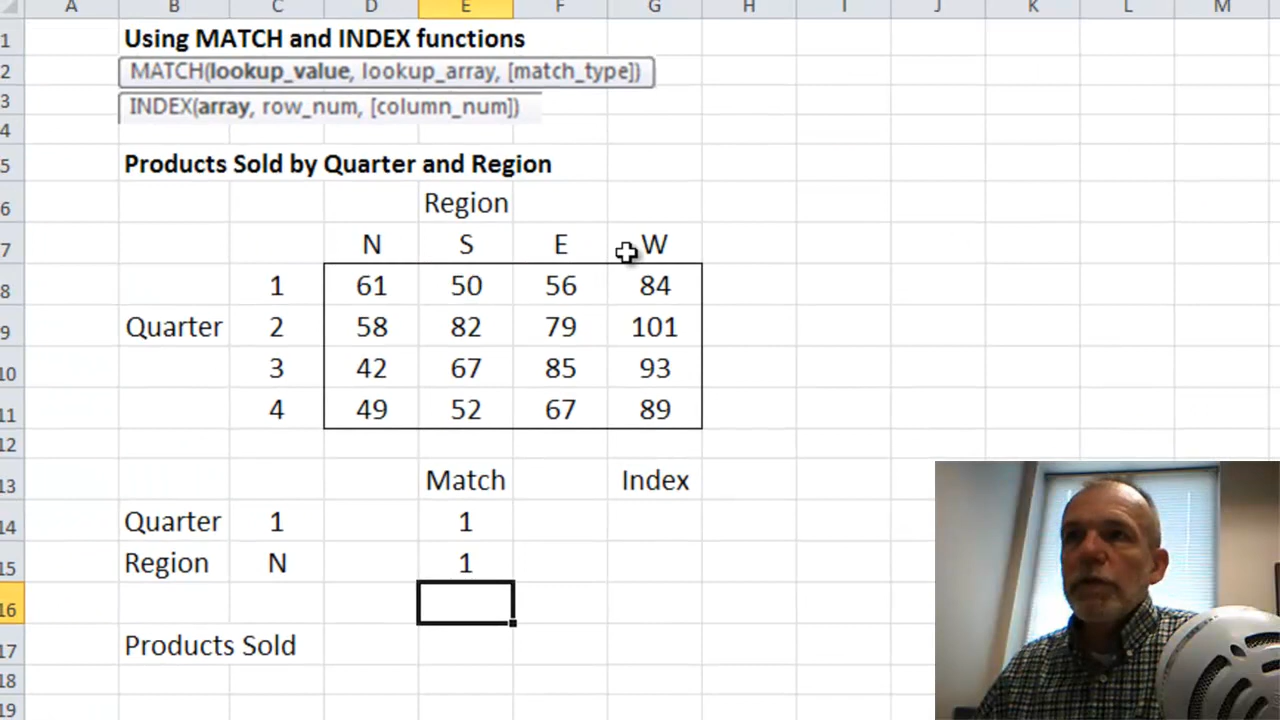 A B C D E F G H I J K L M
1 Using MATCH and INDEX functions
2 MATCH(lookup_value, lookup_array, [match_type])
3 INDEX(array, row_num, [column_num])
4
5 Products Sold by Quarter and Region
6 Region
7 N S E W
8 1 61 50 56 84
9 Quarter 2 58 82 79 101
10 3 42 67 85 93
11 4 49 52 67 89
12
13 Match Index
14 Quarter 1 1
15 Region N 1
16
17 Products Sold
18
19